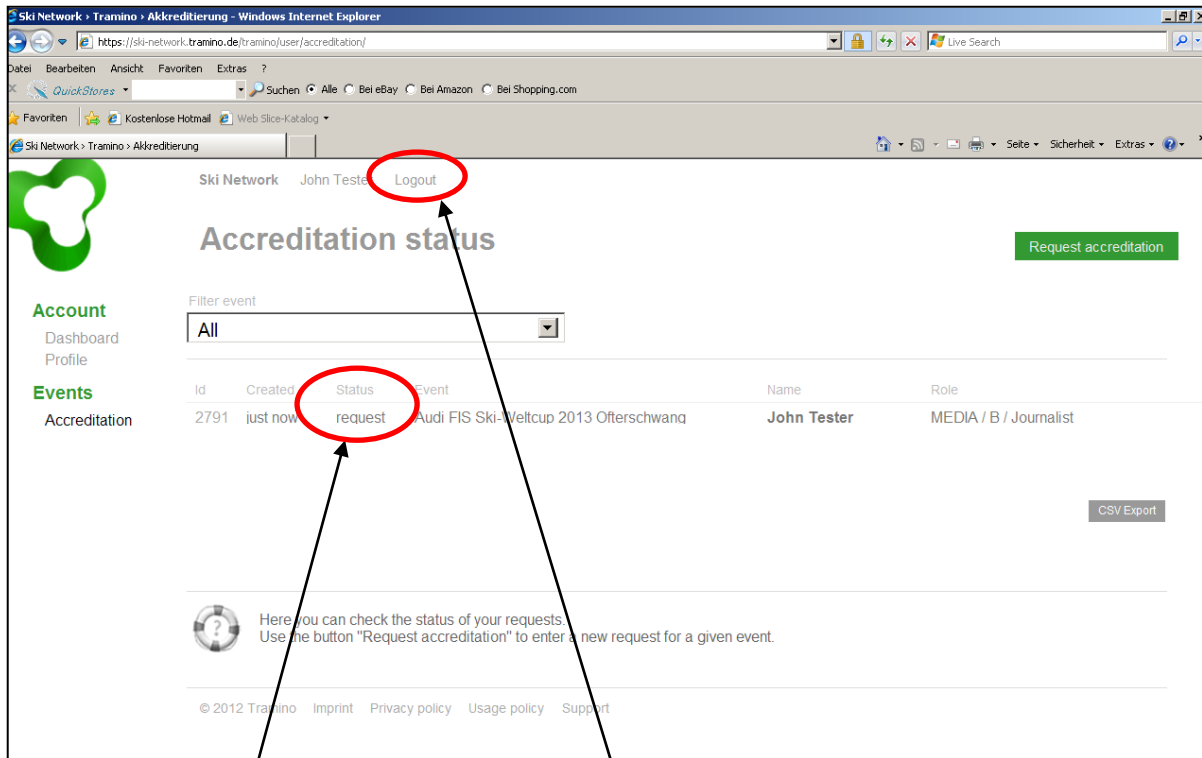 Ski Network › Tramino › Akkreditierung - Windows Internet Explorer
https://ski-network.tramino.de/tramino/user/accreditation/
Live Search
Datei Bearbeiten Ansicht Favoriten Extras ?
X QuickStores Suchen Alle Bei eBay Bei Amazon Bei Shopping.com
Favoriten Kostenlose Hotmail Web Slice-Katalog
Ski Network › Tramino › Akkreditierung
Seite Sicherheit Extras
Ski Network John Tester Logout
Accreditation status
Request accreditation
Account
Dashboard
Profile
Events
Accreditation
Filter event
All
Id Created Status Event Name Role
2791 just now request Audi FIS Ski-Weltcup 2013 Ofterschwang John Tester MEDIA / B / Journalist
CSV Export
?
Here you can check the status of your requests.
Use the button "Request accreditation" to enter a new request for a given event.
© 2012 Tramino Imprint Privacy policy Usage policy Support